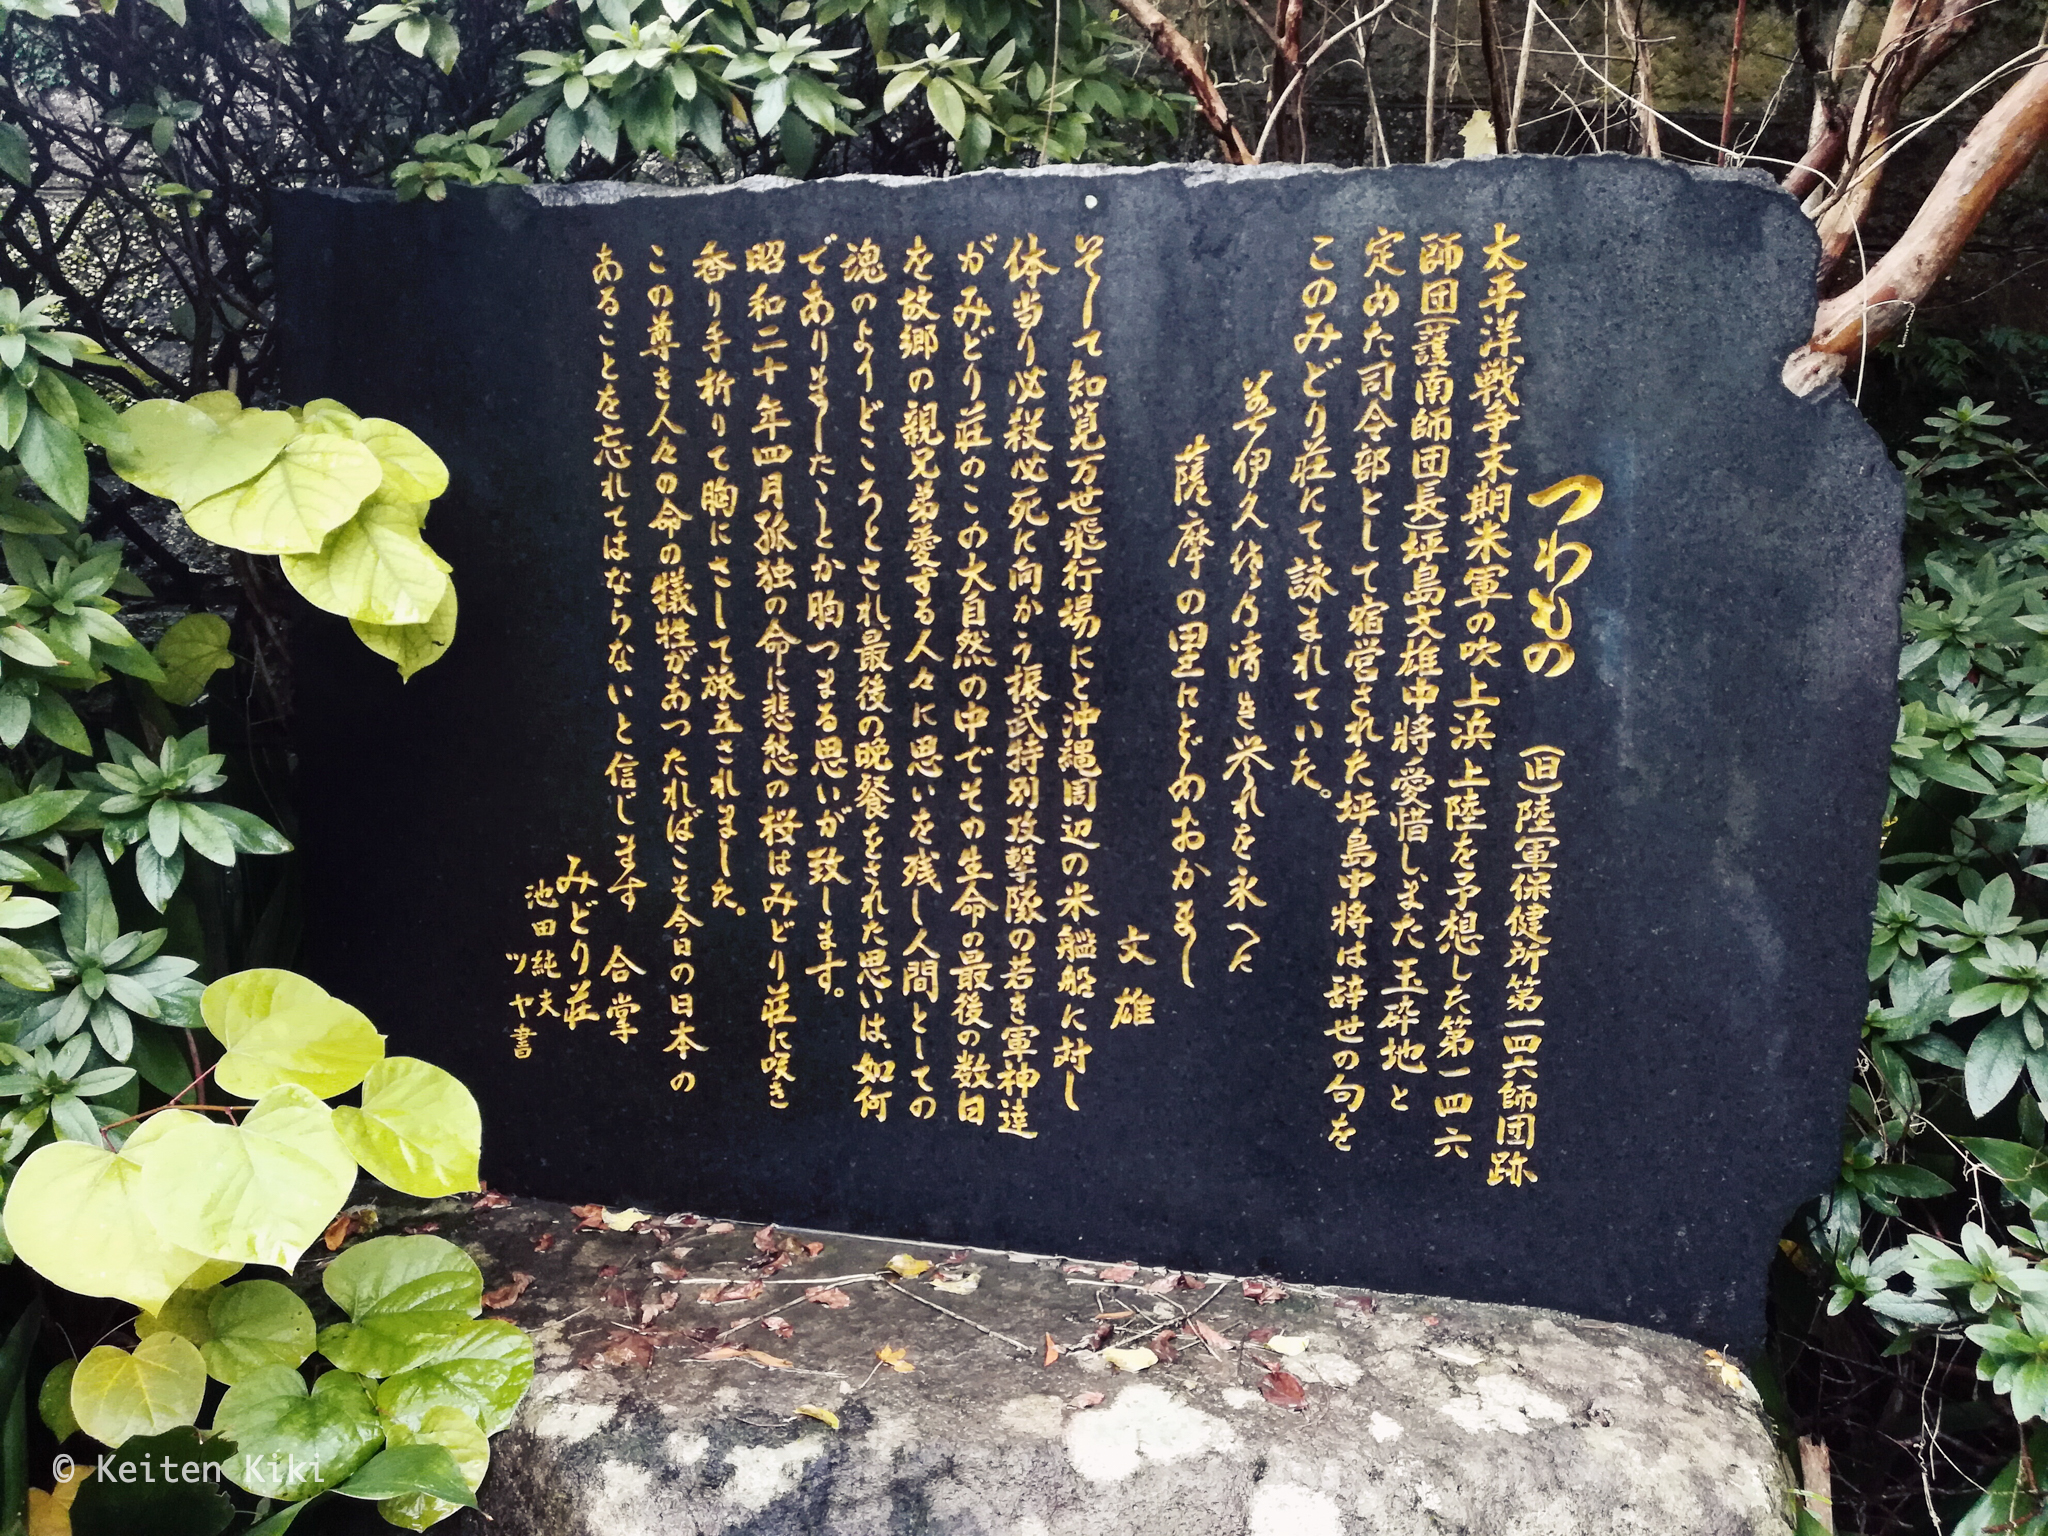 つわもの (旧)陸軍保健所第一四六師団跡
太平洋戦争末期米軍の吹上浜上陸を予想した第一四六
師団(護南師団長)坪島文雄中将愛惜しまた玉砕地と
定めた司令部として宿営された坪島中将は辞世の句を
このみどり荘にて詠まれていた。
伊久 乃清き誉れを永へに
薩摩の里にとゞめおかまし
文雄
そして知覧万世飛行場にと沖縄周辺の米艦船に対し
体当り必殺必死に向かう振武特別攻撃隊の若き軍神達
がみどり荘のこの大自然の中でその生命の最後の数日
を故郷の親兄弟愛する人々に思いを残し人間としての
魂のよりどころとされ、最後の晩餐をされた思いは、如何
でありましたことか胸つまる思いが致します。
昭和二十年四月孤独の命に悲愁の桜はみどり荘に咲き
香り手折りて胸にさして旅立されました。
この尊き人々の命の犠牲があつたればこそ今日の日本の
あることを忘れてはならないと信じます 合掌
みどり荘
池田純夫
ツヤ書
© Keiten Kiki